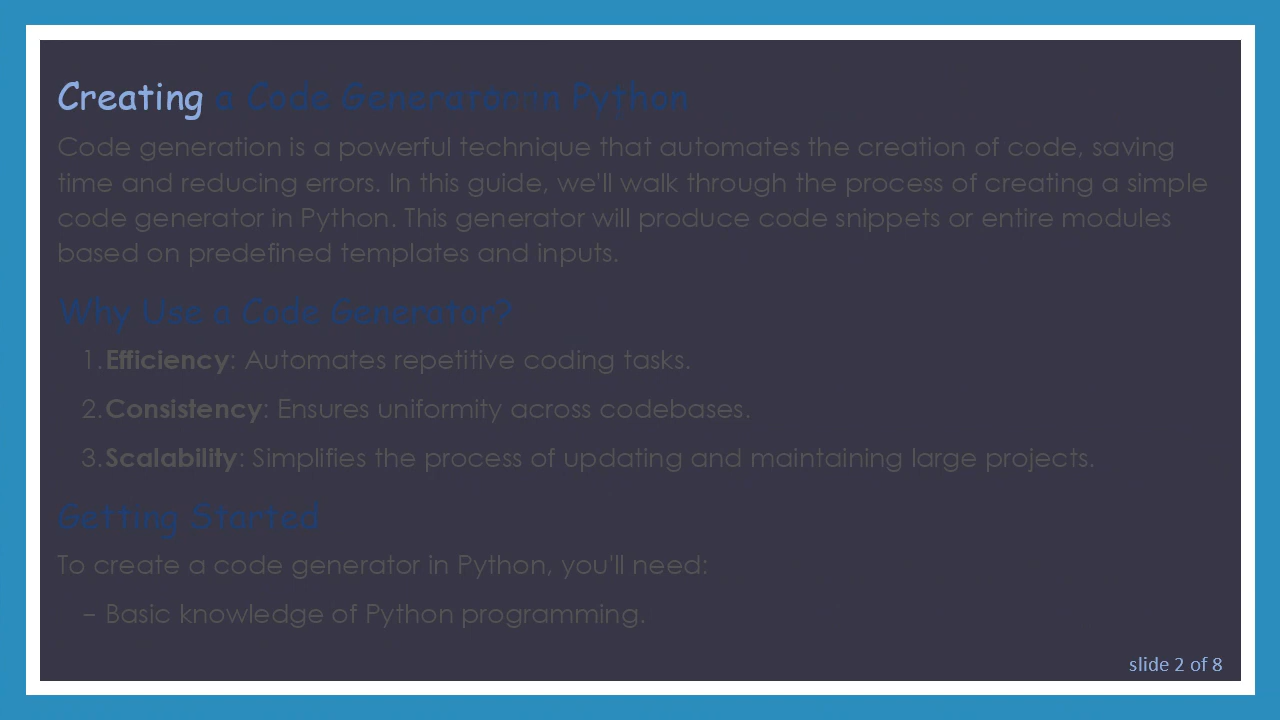 Creating a Code Generator in Python
Code generation is a powerful technique that automates the creation of code, saving
time and reducing errors. In this guide, we'll walk through the process of creating a simple
code generator in Python. This generator will produce code snippets or entire modules
based on predefined templates and inputs.
Why Use a Code Generator?
1. Efficiency: Automates repetitive coding tasks.
2. Consistency: Ensures uniformity across codebases.
3. Scalability: Simplifies the process of updating and maintaining large projects.
Getting Started
To create a code generator in Python, you'll need:
– Basic knowledge of Python programming.
slide 2 of 8